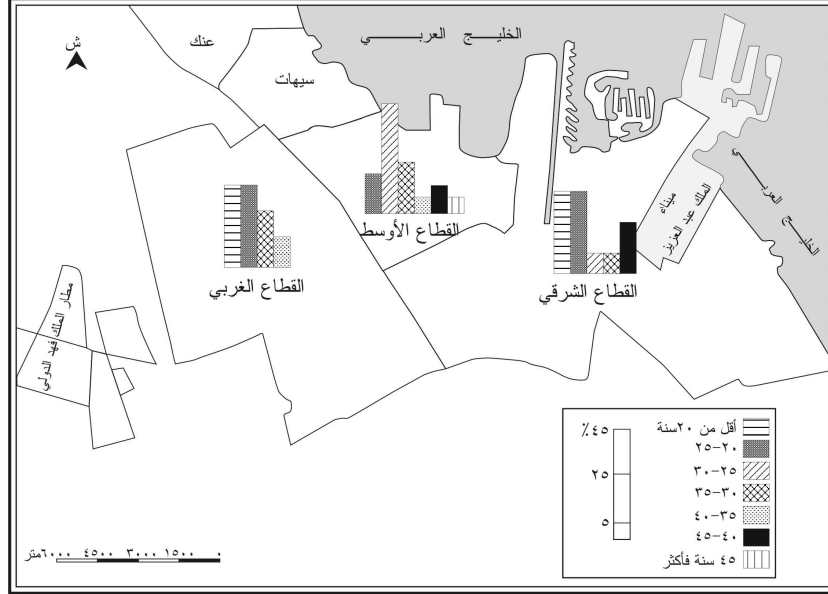 الخليج العربي
ش
عنك
سيهات
الخليج العربي
ميناء
الملك عبد العزيز
القطاع الأوسط
القطاع الغربي
القطاع الشرقي
مطار الملك فهد الدولي
أقل من ٢٠سنة
٢٠-٢٥
٢٥-٣٠
٣٠-٣٥
٣٥-٤٠
٤٠-٤٥
٤٥ سنة فأكثر
٤٥٪
٢٥
٥
٠ ١٥٠٠ ٣٠٠٠ ٤٥٠٠ ٦٠٠٠متر